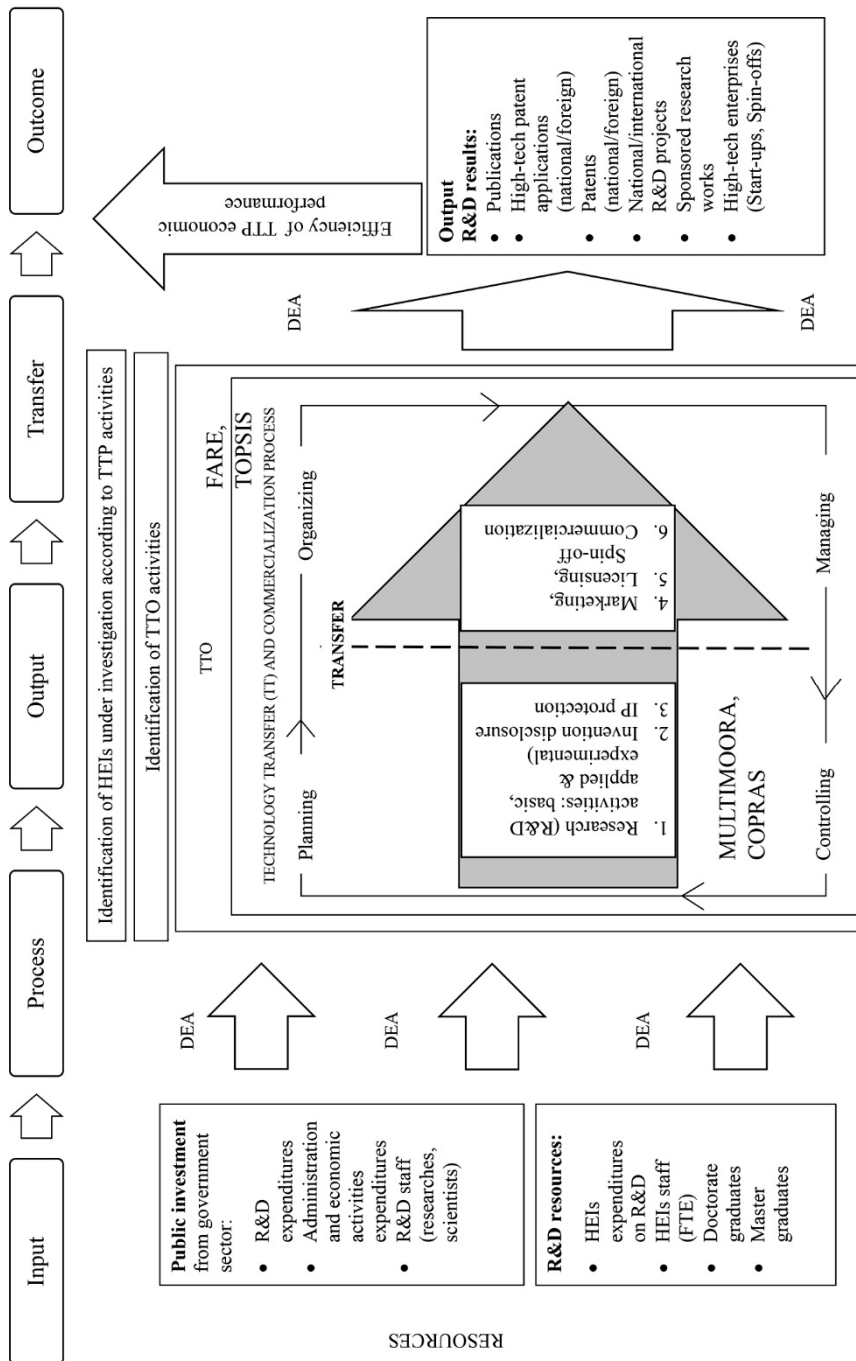 Input
Process
Output
Transfer
Outcome
Identification of HEIs under investigation according to TTP activities
Identification of TTO activities
RESOURCES
Public investment
from government
sector:
• R&D
expenditures
• Administration
and economic
activities
expenditures
• R&D staff
(researches,
scientists)
R&D resources:
• HEIs
expenditures
on R&D
• HEIs staff
(FTE)
• Doctorate
graduates
• Master
graduates
DEA
DEA
DEA
TTO
FARE,
TOPSIS
TECHNOLOGY TRANSFER (TT) AND COMMERCIALIZATION PROCESS
Planning
Organizing
TRANSFER
1. Research (R&D
activities: basic,
applied &
experimental)
2. Invention disclosure
3. IP protection
4. Marketing,
5. Licensing,
Spin-off
6. Commercialization
MULTIMOORA,
COPRAS
Controlling
Managing
DEA
DEA
Efficiency of TTP economic
performance
Output
R&D results:
• Publications
• High-tech patent
applications
(national/foreign)
• Patents
(national/foreign)
• National/international
R&D projects
• Sponsored research
works
• High-tech enterprises
(Start-ups, Spin-offs)